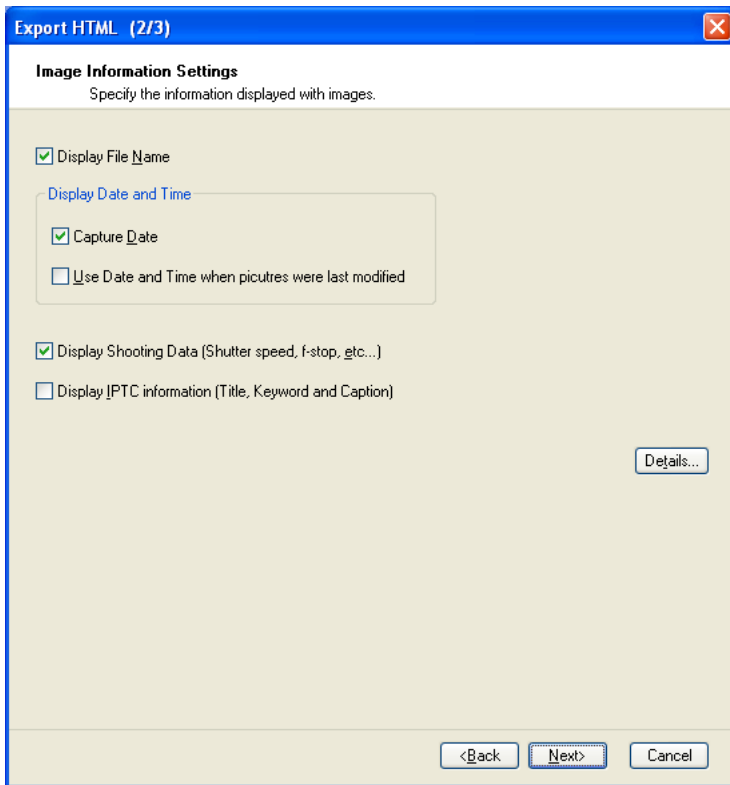 Export HTML (2/3)
Image Information Settings
Specify the information displayed with images.
Display File Name
Display Date and Time
Capture Date
Use Date and Time when picutres were last modified
Display Shooting Data (Shutter speed, f-stop, etc...)
Display IPTC information (Title, Keyword and Caption)
Details...
<Back Next> Cancel